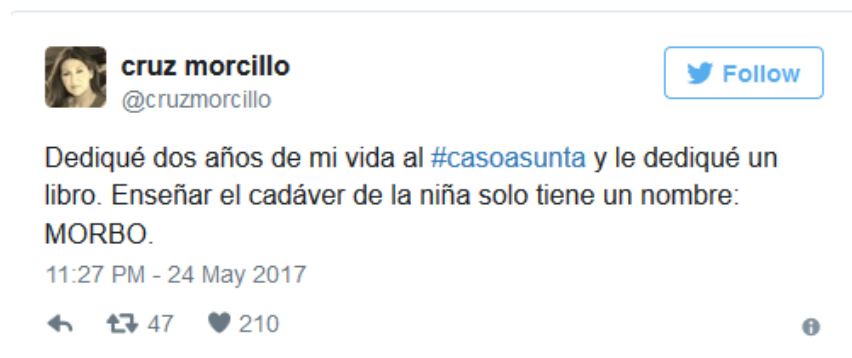 cruz morcillo
@cruzmorcillo
Follow
Dediqué dos años de mi vida al #casoasunta y le dediqué un
libro. Enseñar el cadáver de la niña solo tiene un nombre:
MORBO.
11:27 PM - 24 May 2017
47 210